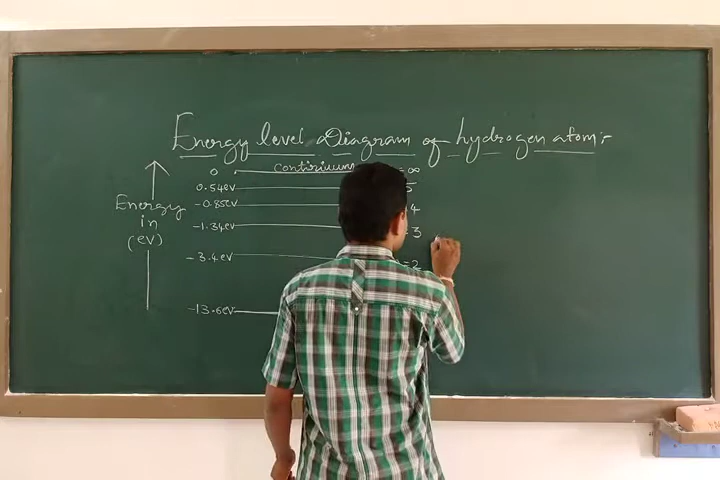 Energy level Diagram of hydrogen atom:-
0 continuum =∞
0.54ev 5
-0.85ev 4
-1.34ev 3
-3.4ev =2
-13.6ev
Energy
in
(ev)